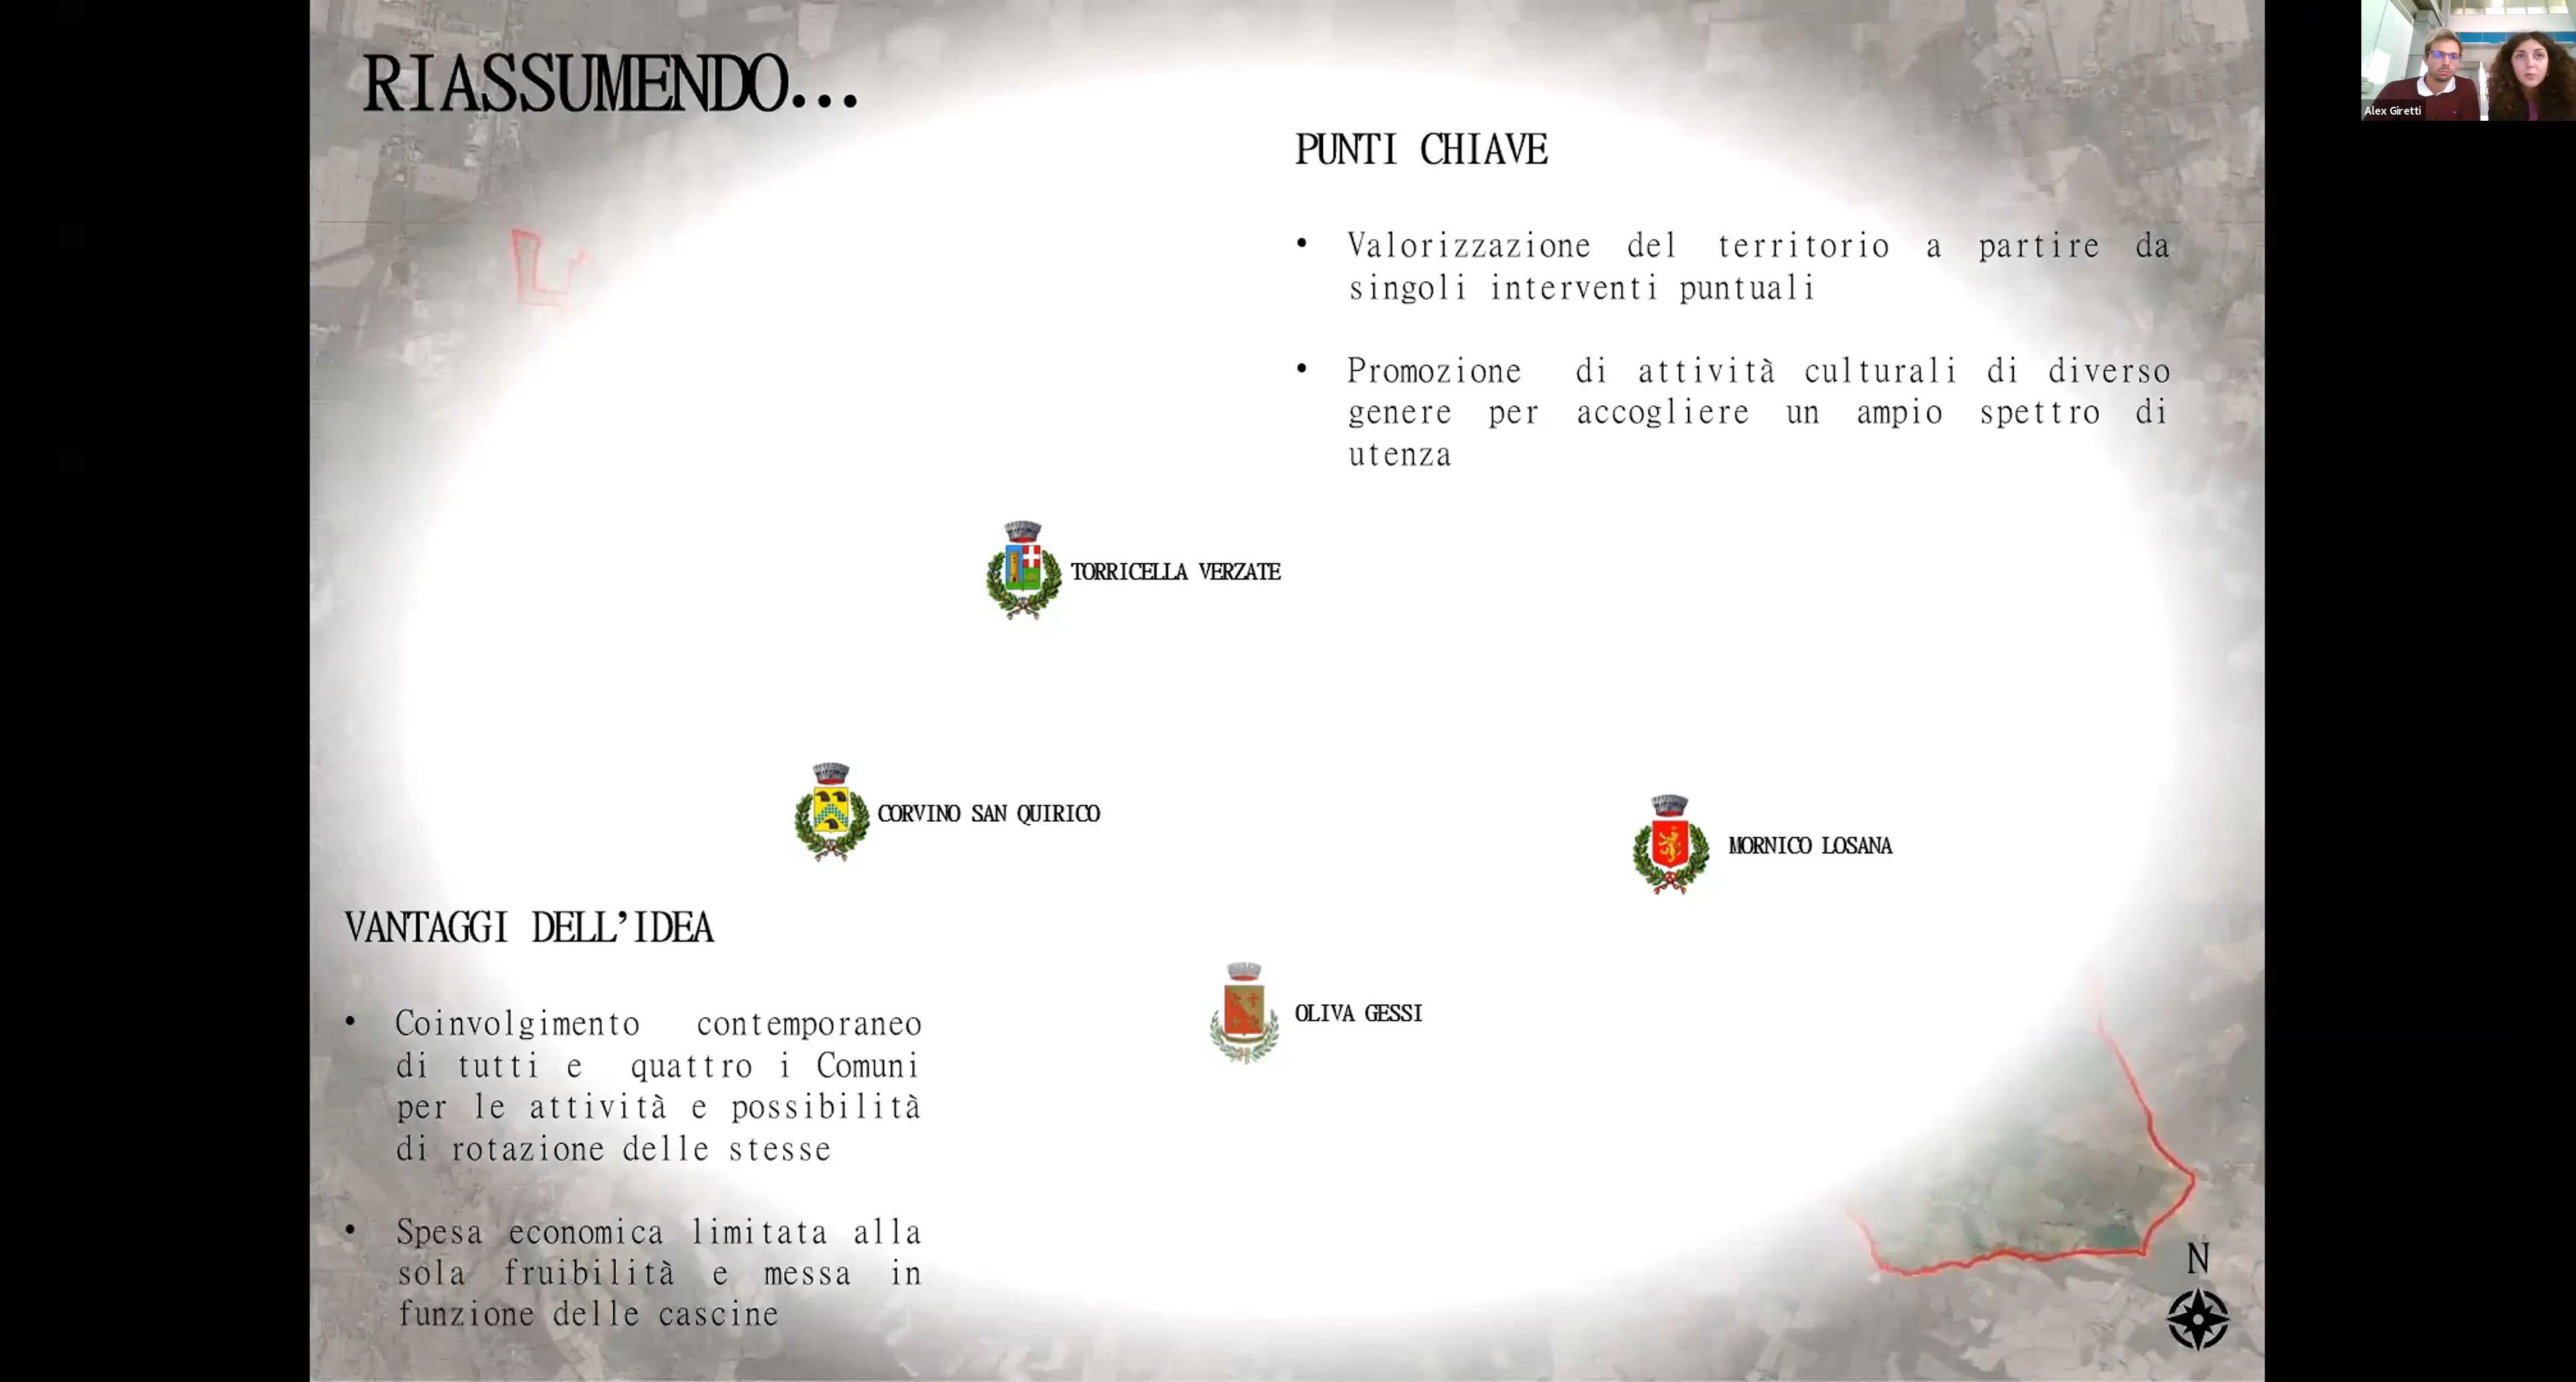 RIASSUMENDO...
PUNTI CHIAVE
• Valorizzazione del territorio a partire da
singoli interventi puntuali
• Promozione di attività culturali di diverso
genere per accogliere un ampio spettro di
utenza
TORRICELLA VERZATE
CORVINO SAN QUIRICO
MORNICO LOSANA
OLIVA GESSI
VANTAGGI DELL'IDEA
• Coinvolgimento contemporaneo
di tutti e quattro i Comuni
per le attività e possibilità
di rotazione delle stesse
• Spesa economica limitata alla
sola fruibilità e messa in
funzione delle cascine
N
Alex Giretti